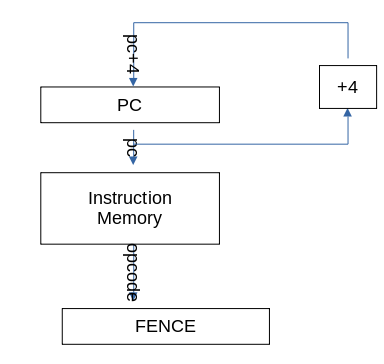 pc+4
+4
PC
pc
Instruction
Memory
opcode
FENCE